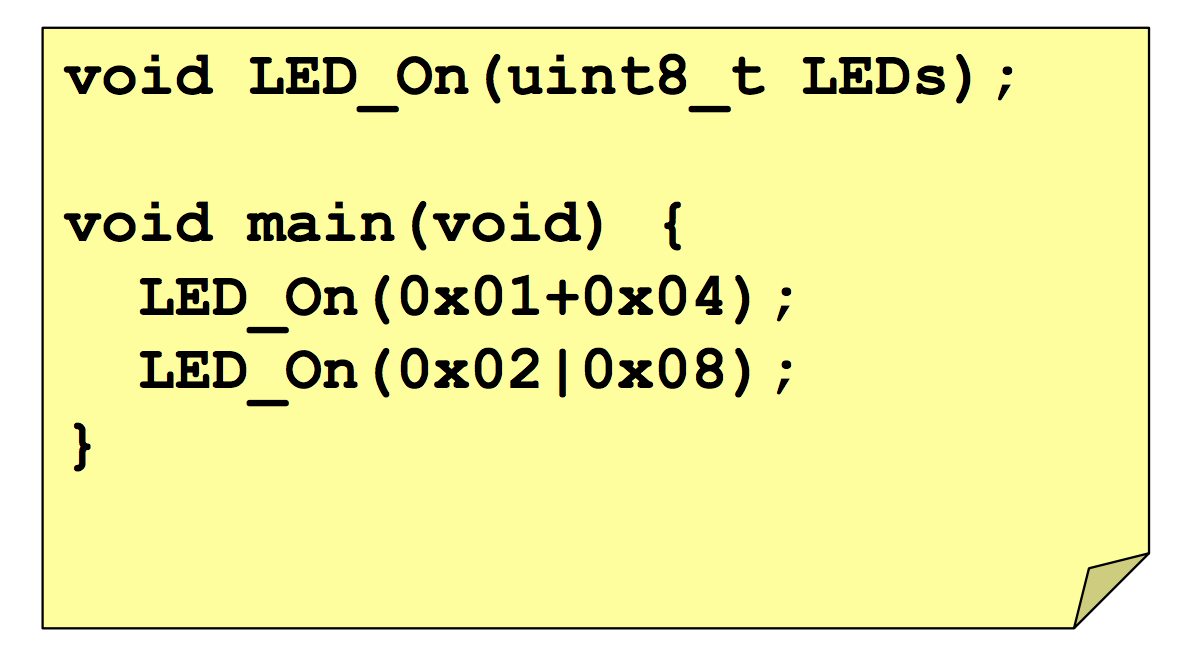 void LED_On(uint8_t LEDs);

void main(void) {
  LED_On(0x01+0x04);
  LED_On(0x02|0x08);
}